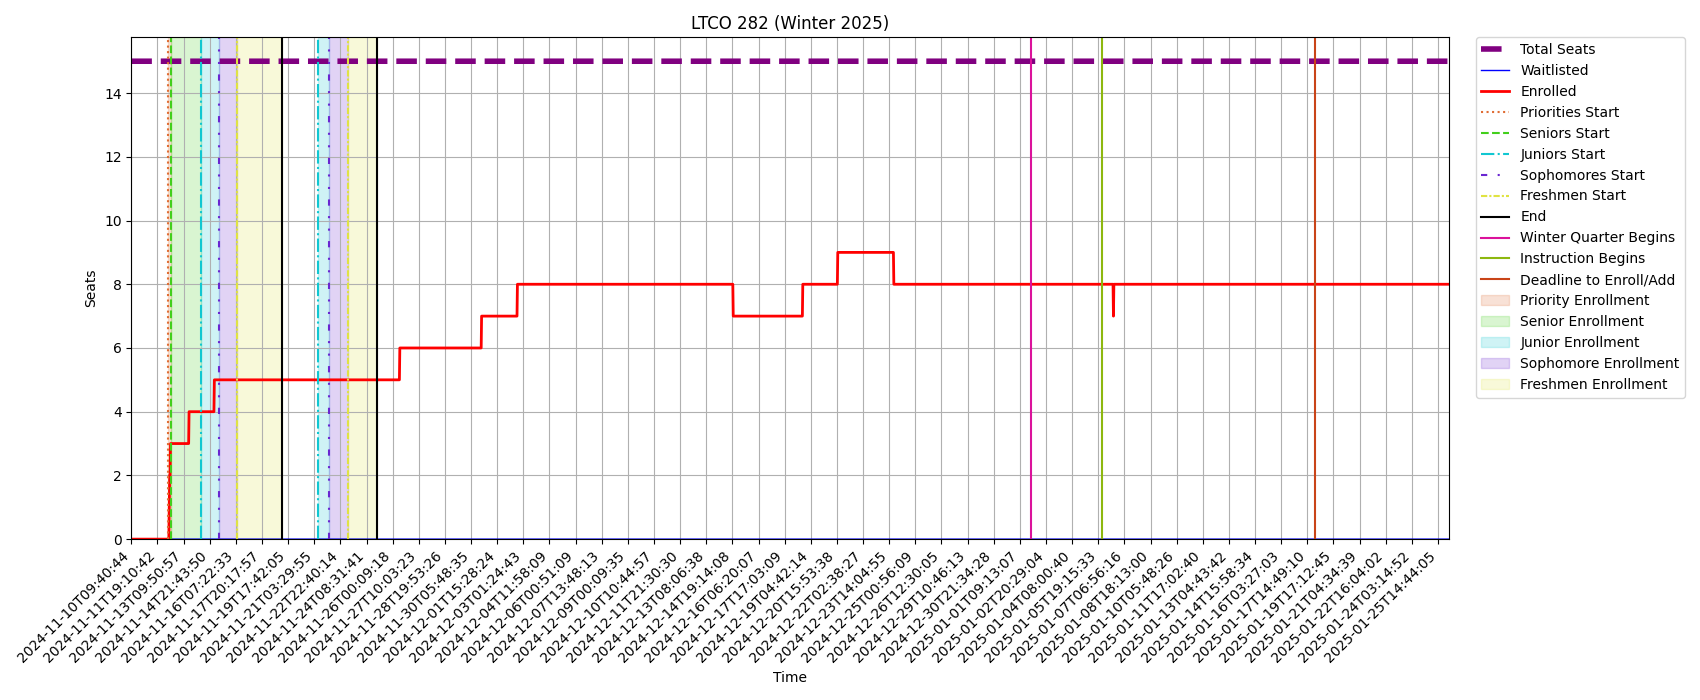 LTCO 282 (Winter 2025)
Seats
14
12
10
8
6
4
2
0
2024-11-10T09:40:44
2024-11-11T19:10:42
2024-11-13T09:50:57
2024-11-14T21:43:50
2024-11-16T07:22:33
2024-11-17T20:17:57
2024-11-19T17:42:05
2024-11-21T03:29:55
2024-11-22T22:40:14
2024-11-24T08:31:41
2024-11-26T00:09:18
2024-11-27T10:03:23
2024-11-28T19:53:26
2024-11-30T05:48:35
2024-12-01T15:28:24
2024-12-03T01:24:43
2024-12-04T11:58:09
2024-12-06T00:51:09
2024-12-07T13:48:13
2024-12-09T00:09:35
2024-12-10T10:44:57
2024-12-11T21:30:30
2024-12-13T08:06:38
2024-12-14T19:14:08
2024-12-16T06:20:07
2024-12-17T17:03:09
2024-12-19T04:42:14
2024-12-20T15:53:38
2024-12-22T02:38:27
2024-12-23T14:04:55
2024-12-25T00:56:09
2024-12-26T12:30:05
2024-12-29T10:46:13
2024-12-30T21:34:28
2025-01-01T09:13:07
2025-01-02T20:29:04
2025-01-04T08:00:40
2025-01-05T19:15:33
2025-01-07T06:56:16
2025-01-08T18:13:00
2025-01-10T05:48:26
2025-01-11T17:02:40
2025-01-13T04:43:42
2025-01-14T15:58:34
2025-01-16T03:27:03
2025-01-17T14:49:10
2025-01-19T17:12:45
2025-01-21T04:34:39
2025-01-22T16:04:02
2025-01-24T03:14:52
2025-01-25T14:44:05
Time
Total Seats
Waitlisted
Enrolled
Priorities Start
Seniors Start
Juniors Start
Sophomores Start
Freshmen Start
End
Winter Quarter Begins
Instruction Begins
Deadline to Enroll/Add
Priority Enrollment
Senior Enrollment
Junior Enrollment
Sophomore Enrollment
Freshmen Enrollment